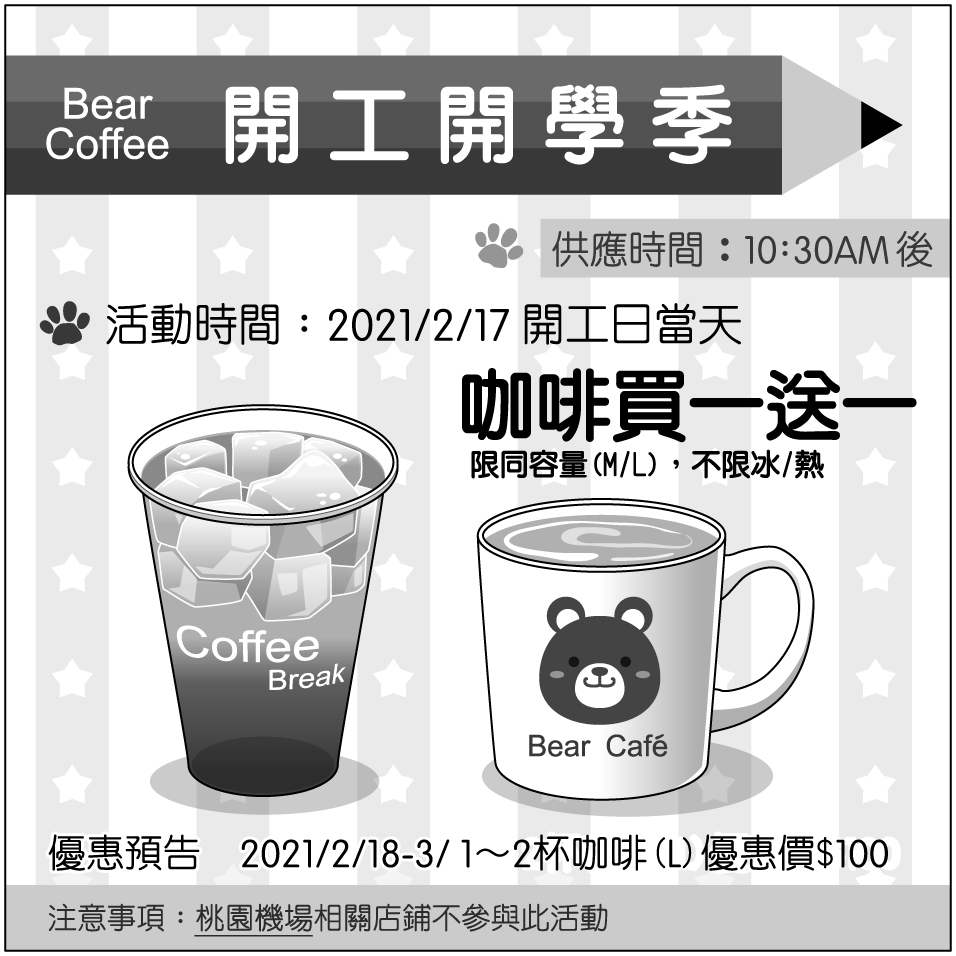 Bear
Coffee
開工開學季
供應時間：10:30AM後
活動時間：2021/2/17 開工日當天
咖啡買一送一
限同容量(M/L)，不限冰/熱
Coffee
Break
Bear Café
優惠預告 2021/2/18-3/1～2杯咖啡(L)優惠價$100
注意事項：桃園機場相關店鋪不參與此活動